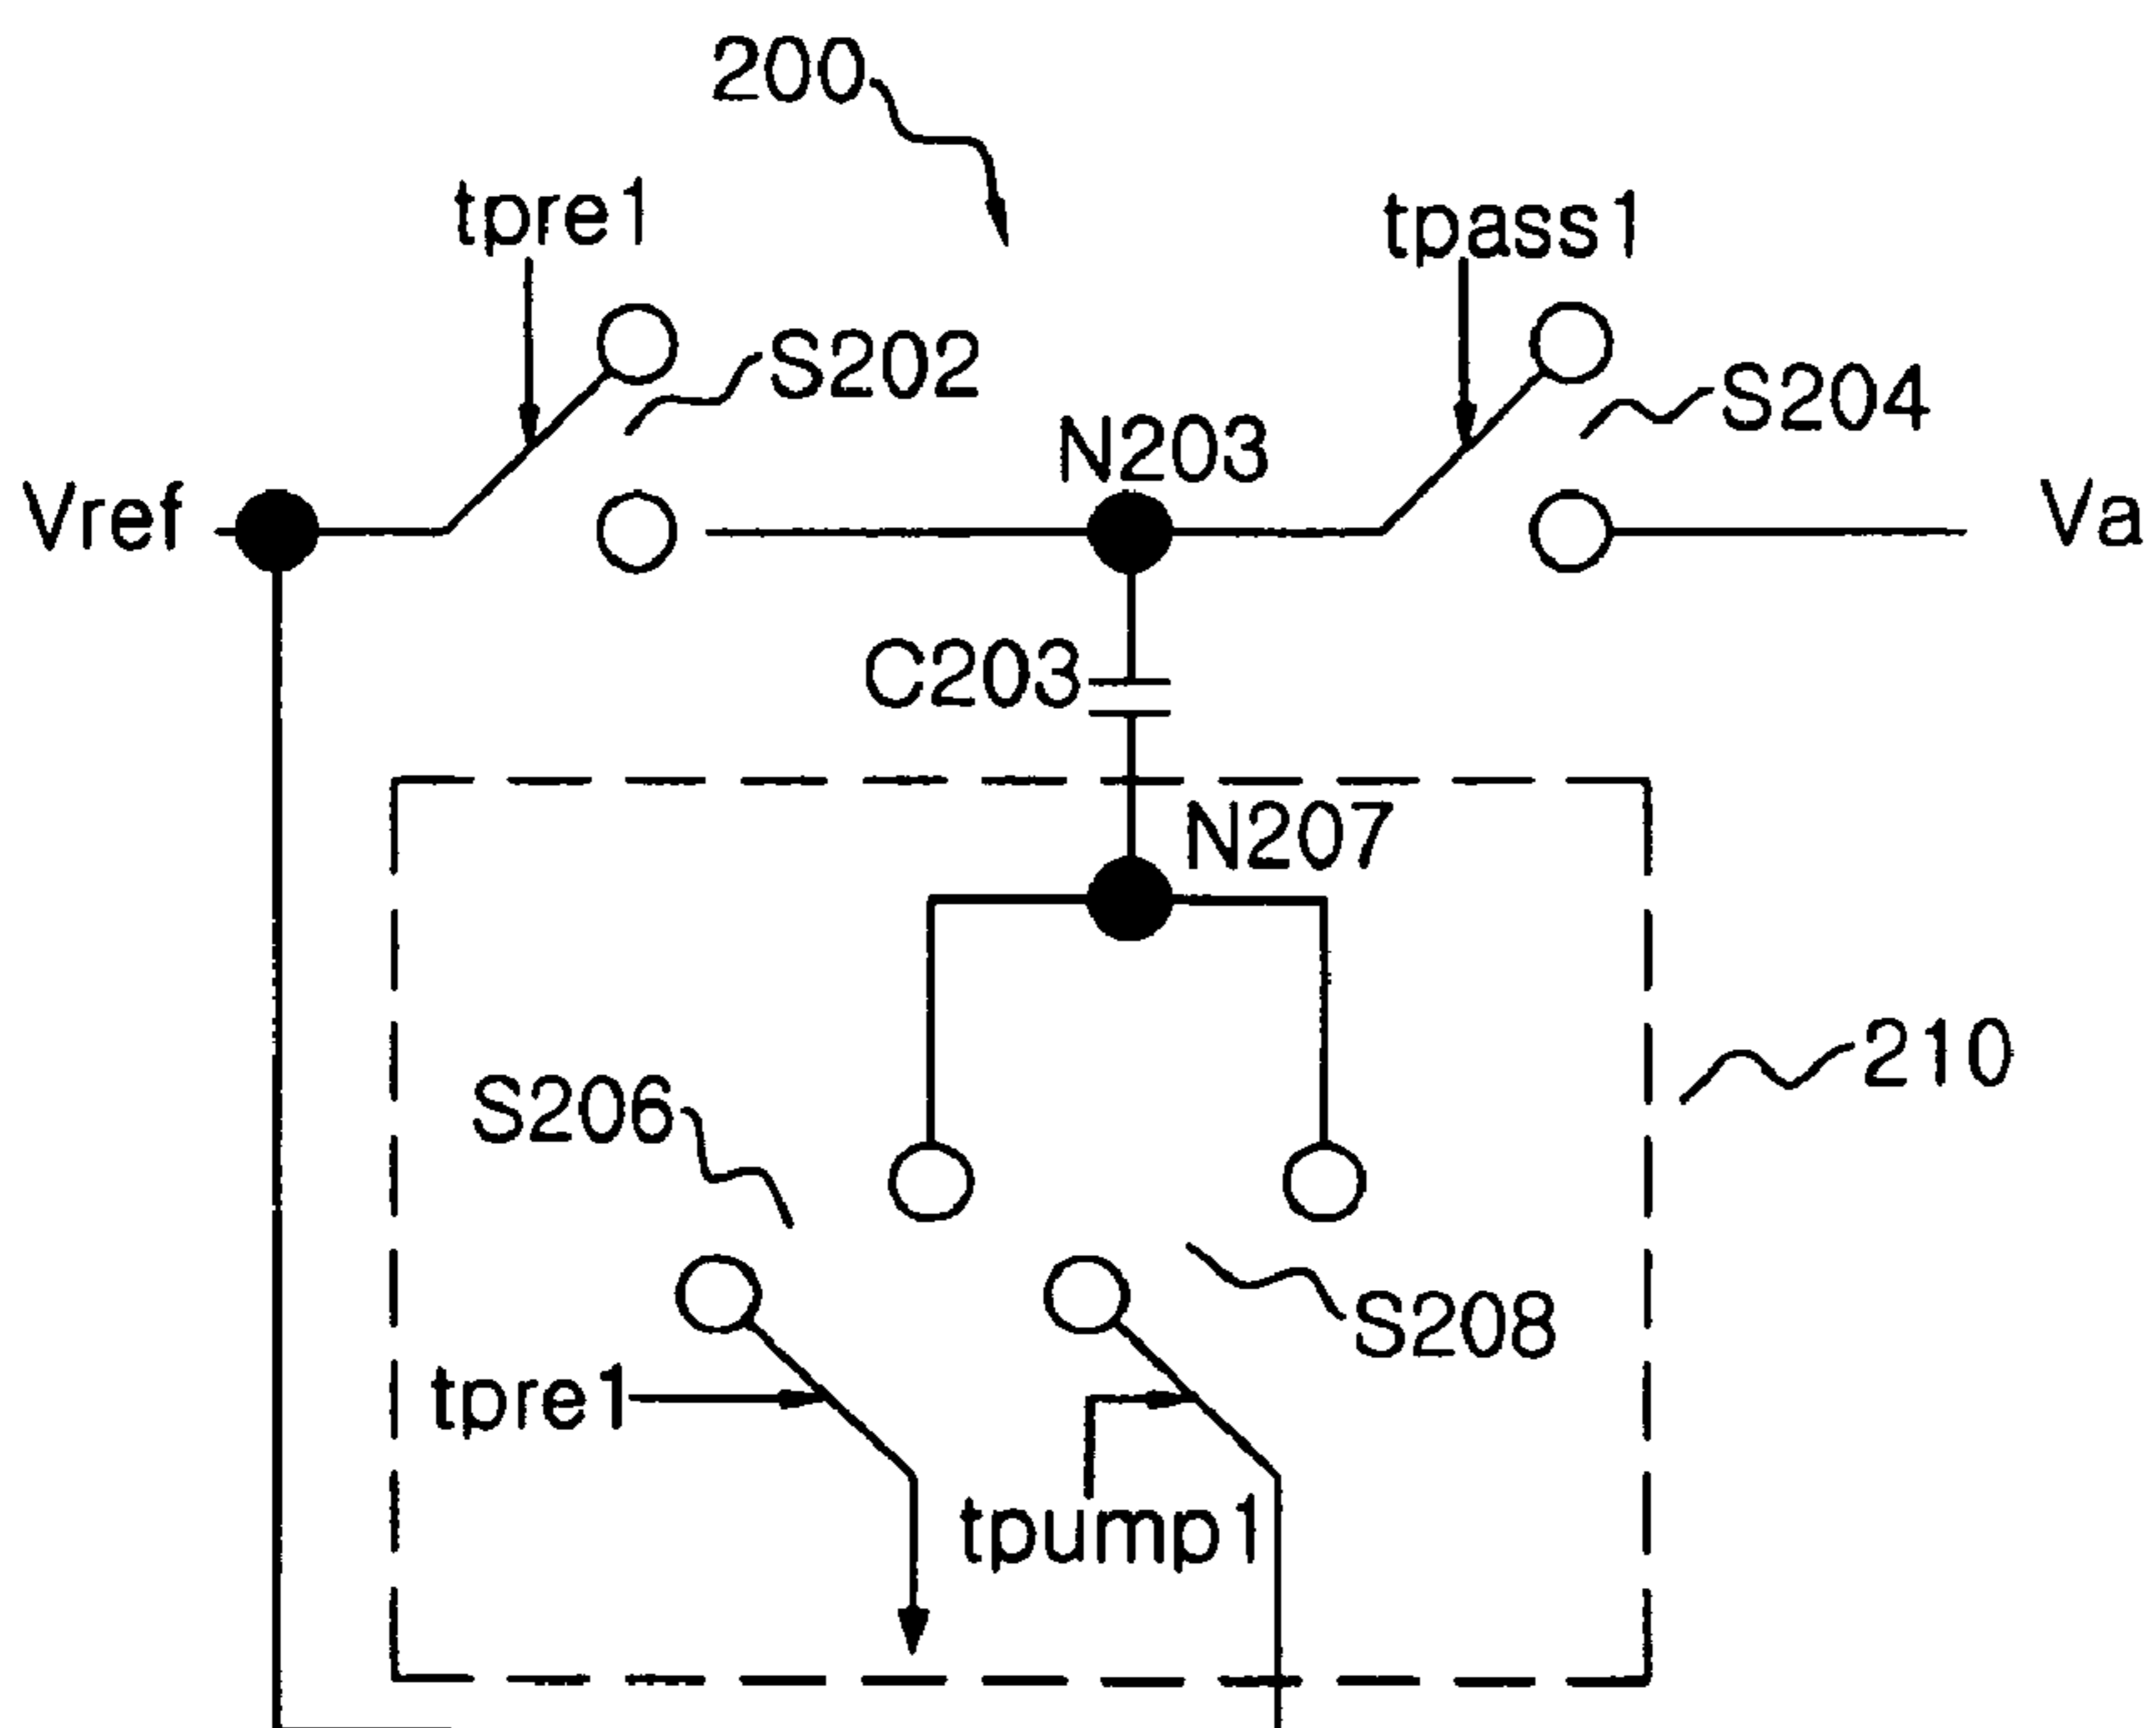 200
tpre1
tpass1
S202
S204
N203
Vref
Va
C203
N207
210
S206
S208
tpre1
tpump1